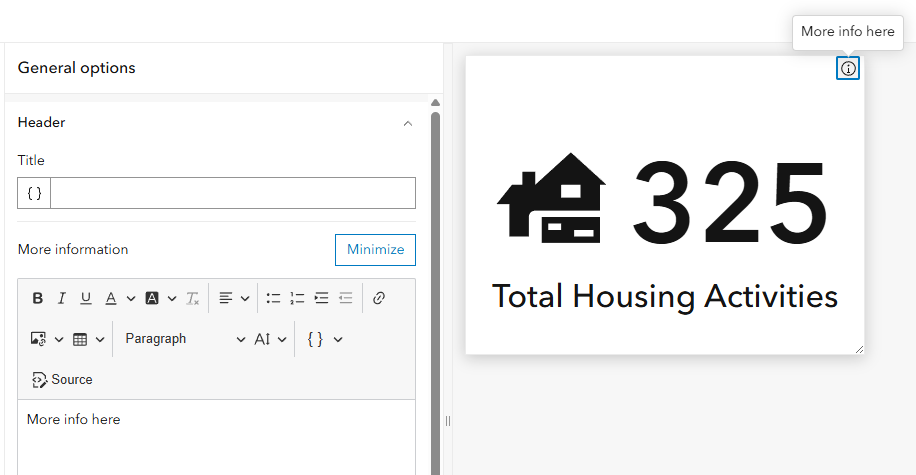 More info here
General options
Header
Title
{ }
More information
Minimize
B I U A A Tx
Paragraph AI { }
Source
More info here
325
Total Housing Activities